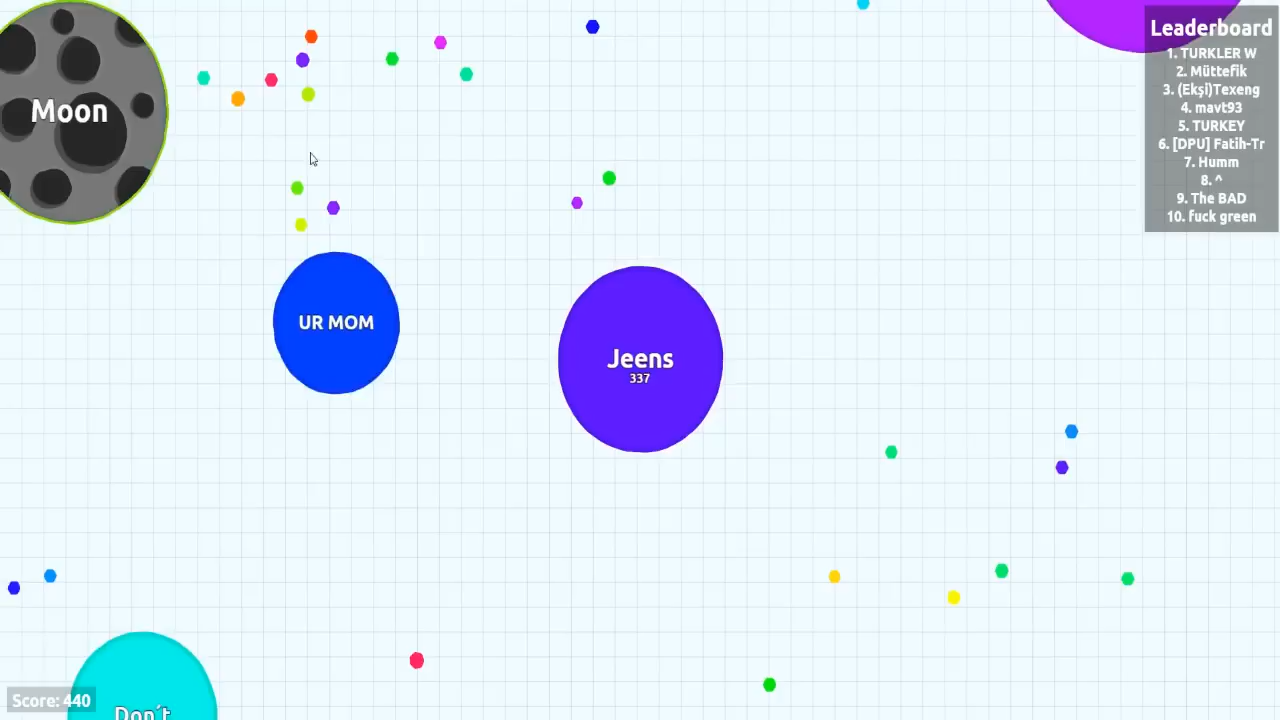 Leaderboard
1. TURKLER W
2. Müttefik
3. (Ekşi)Texeng
4. mavt93
5. TURKEY
6. [DPU] Fatih-Tr
7. Humm
8. ^
9. The BAD
10. fuck green
Moon
UR MOM
Jeens
337
Score: 440
Don´t